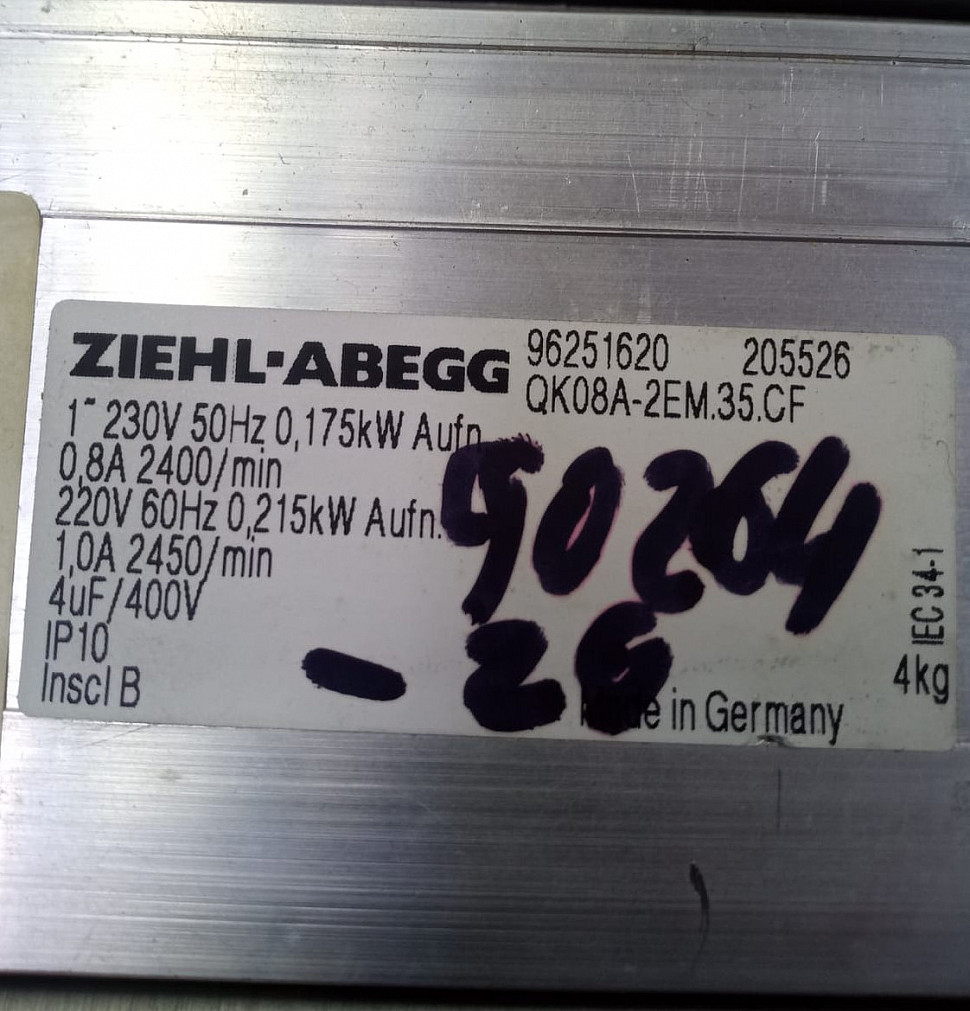 ZIEHL-ABEGG
96251620 205526
QK08A-2EM.35.CF
1~ 230V 50Hz 0,175kW Aufn.
0,8A 2400/min
220V 60Hz 0,215kW Aufn.
1,0A 2450/min
4uF/400V
IP10
Inscl B
90264
- 26
Made in Germany
IEC 34-1
4kg